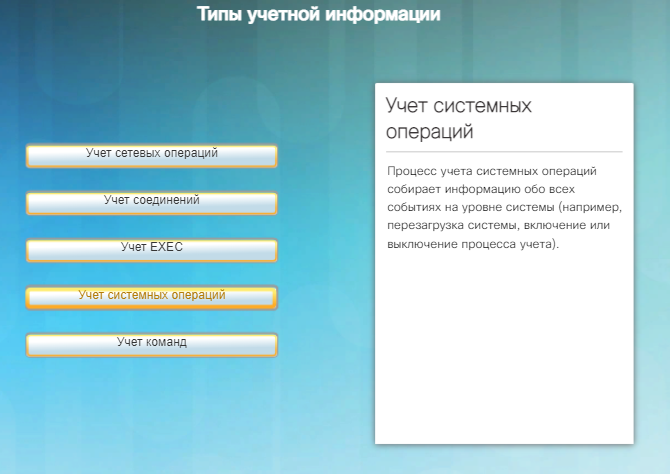 Типы учетной информации
Учет сетевых операций
Учет соединений
Учет EXEC
Учет системных операций
Учет команд
Учет системных
операций
Процесс учета системных операций
собирает информацию обо всех
событиях на уровне системы (например,
перезагрузка системы, включение или
выключение процесса учета).